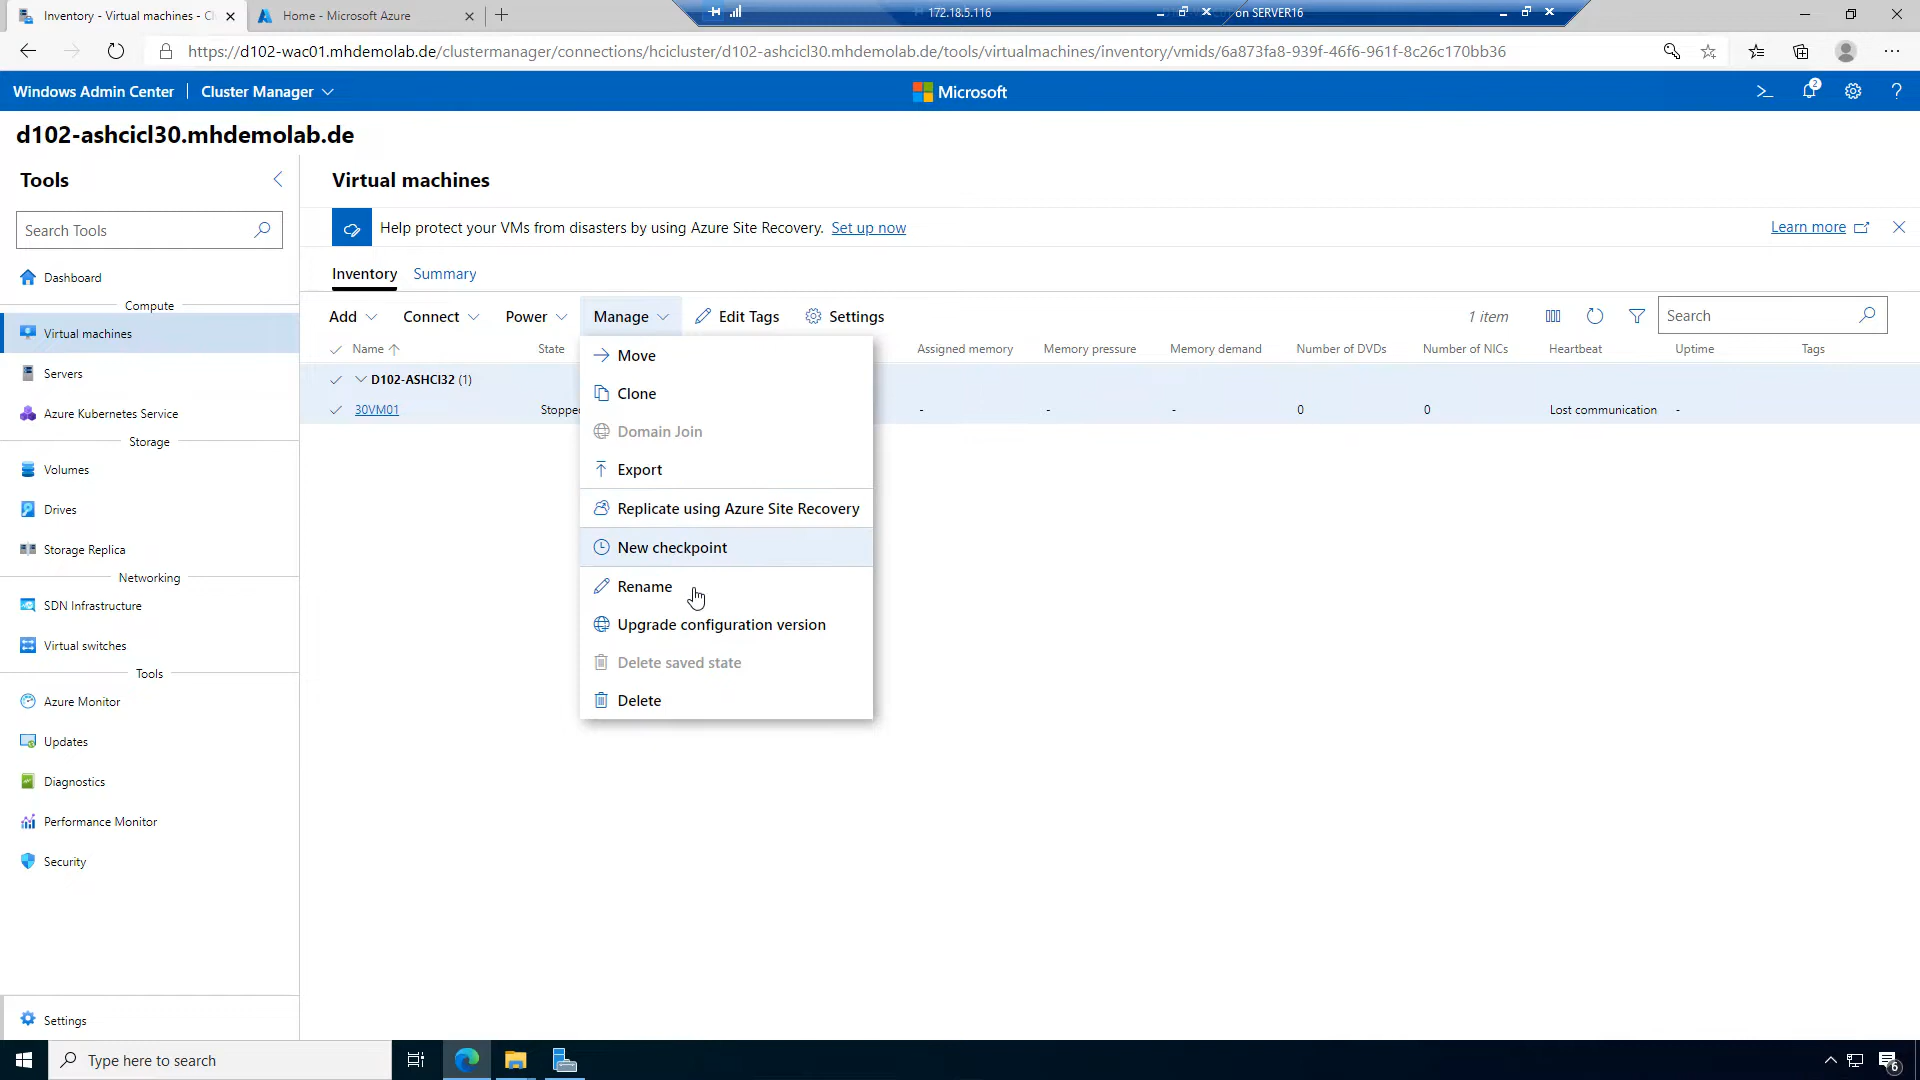 Inventory - Virtual machines - Cl
Home - Microsoft Azure
172.18.5.116
on SERVER16
https://d102-wac01.mhdemolab.de/clustermanager/connections/hcicluster/d102-ashcicl30.mhdemolab.de/tools/virtualmachines/inventory/vmids/6a873fa8-939f-46f6-961f-8c26c170bb36
Windows Admin Center
Cluster Manager
Microsoft
2
d102-ashcicl30.mhdemolab.de
Tools
Search Tools
Dashboard
Compute
Virtual machines
Servers
Azure Kubernetes Service
Storage
Volumes
Drives
Storage Replica
Networking
SDN Infrastructure
Virtual switches
Tools
Azure Monitor
Updates
Diagnostics
Performance Monitor
Security
Settings
Virtual machines
Help protect your VMs from disasters by using Azure Site Recovery. Set up now
Learn more
Inventory
Summary
Add
Connect
Power
Manage
Edit Tags
Settings
1 item
Search
Name
State
Assigned memory
Memory pressure
Memory demand
Number of DVDs
Number of NICs
Heartbeat
Uptime
Tags
D102-ASHCI32 (1)
30VM01
Stopped
-
-
-
0
0
Lost communication
-
Move
Clone
Domain Join
Export
Replicate using Azure Site Recovery
New checkpoint
Rename
Upgrade configuration version
Delete saved state
Delete
Type here to search
6